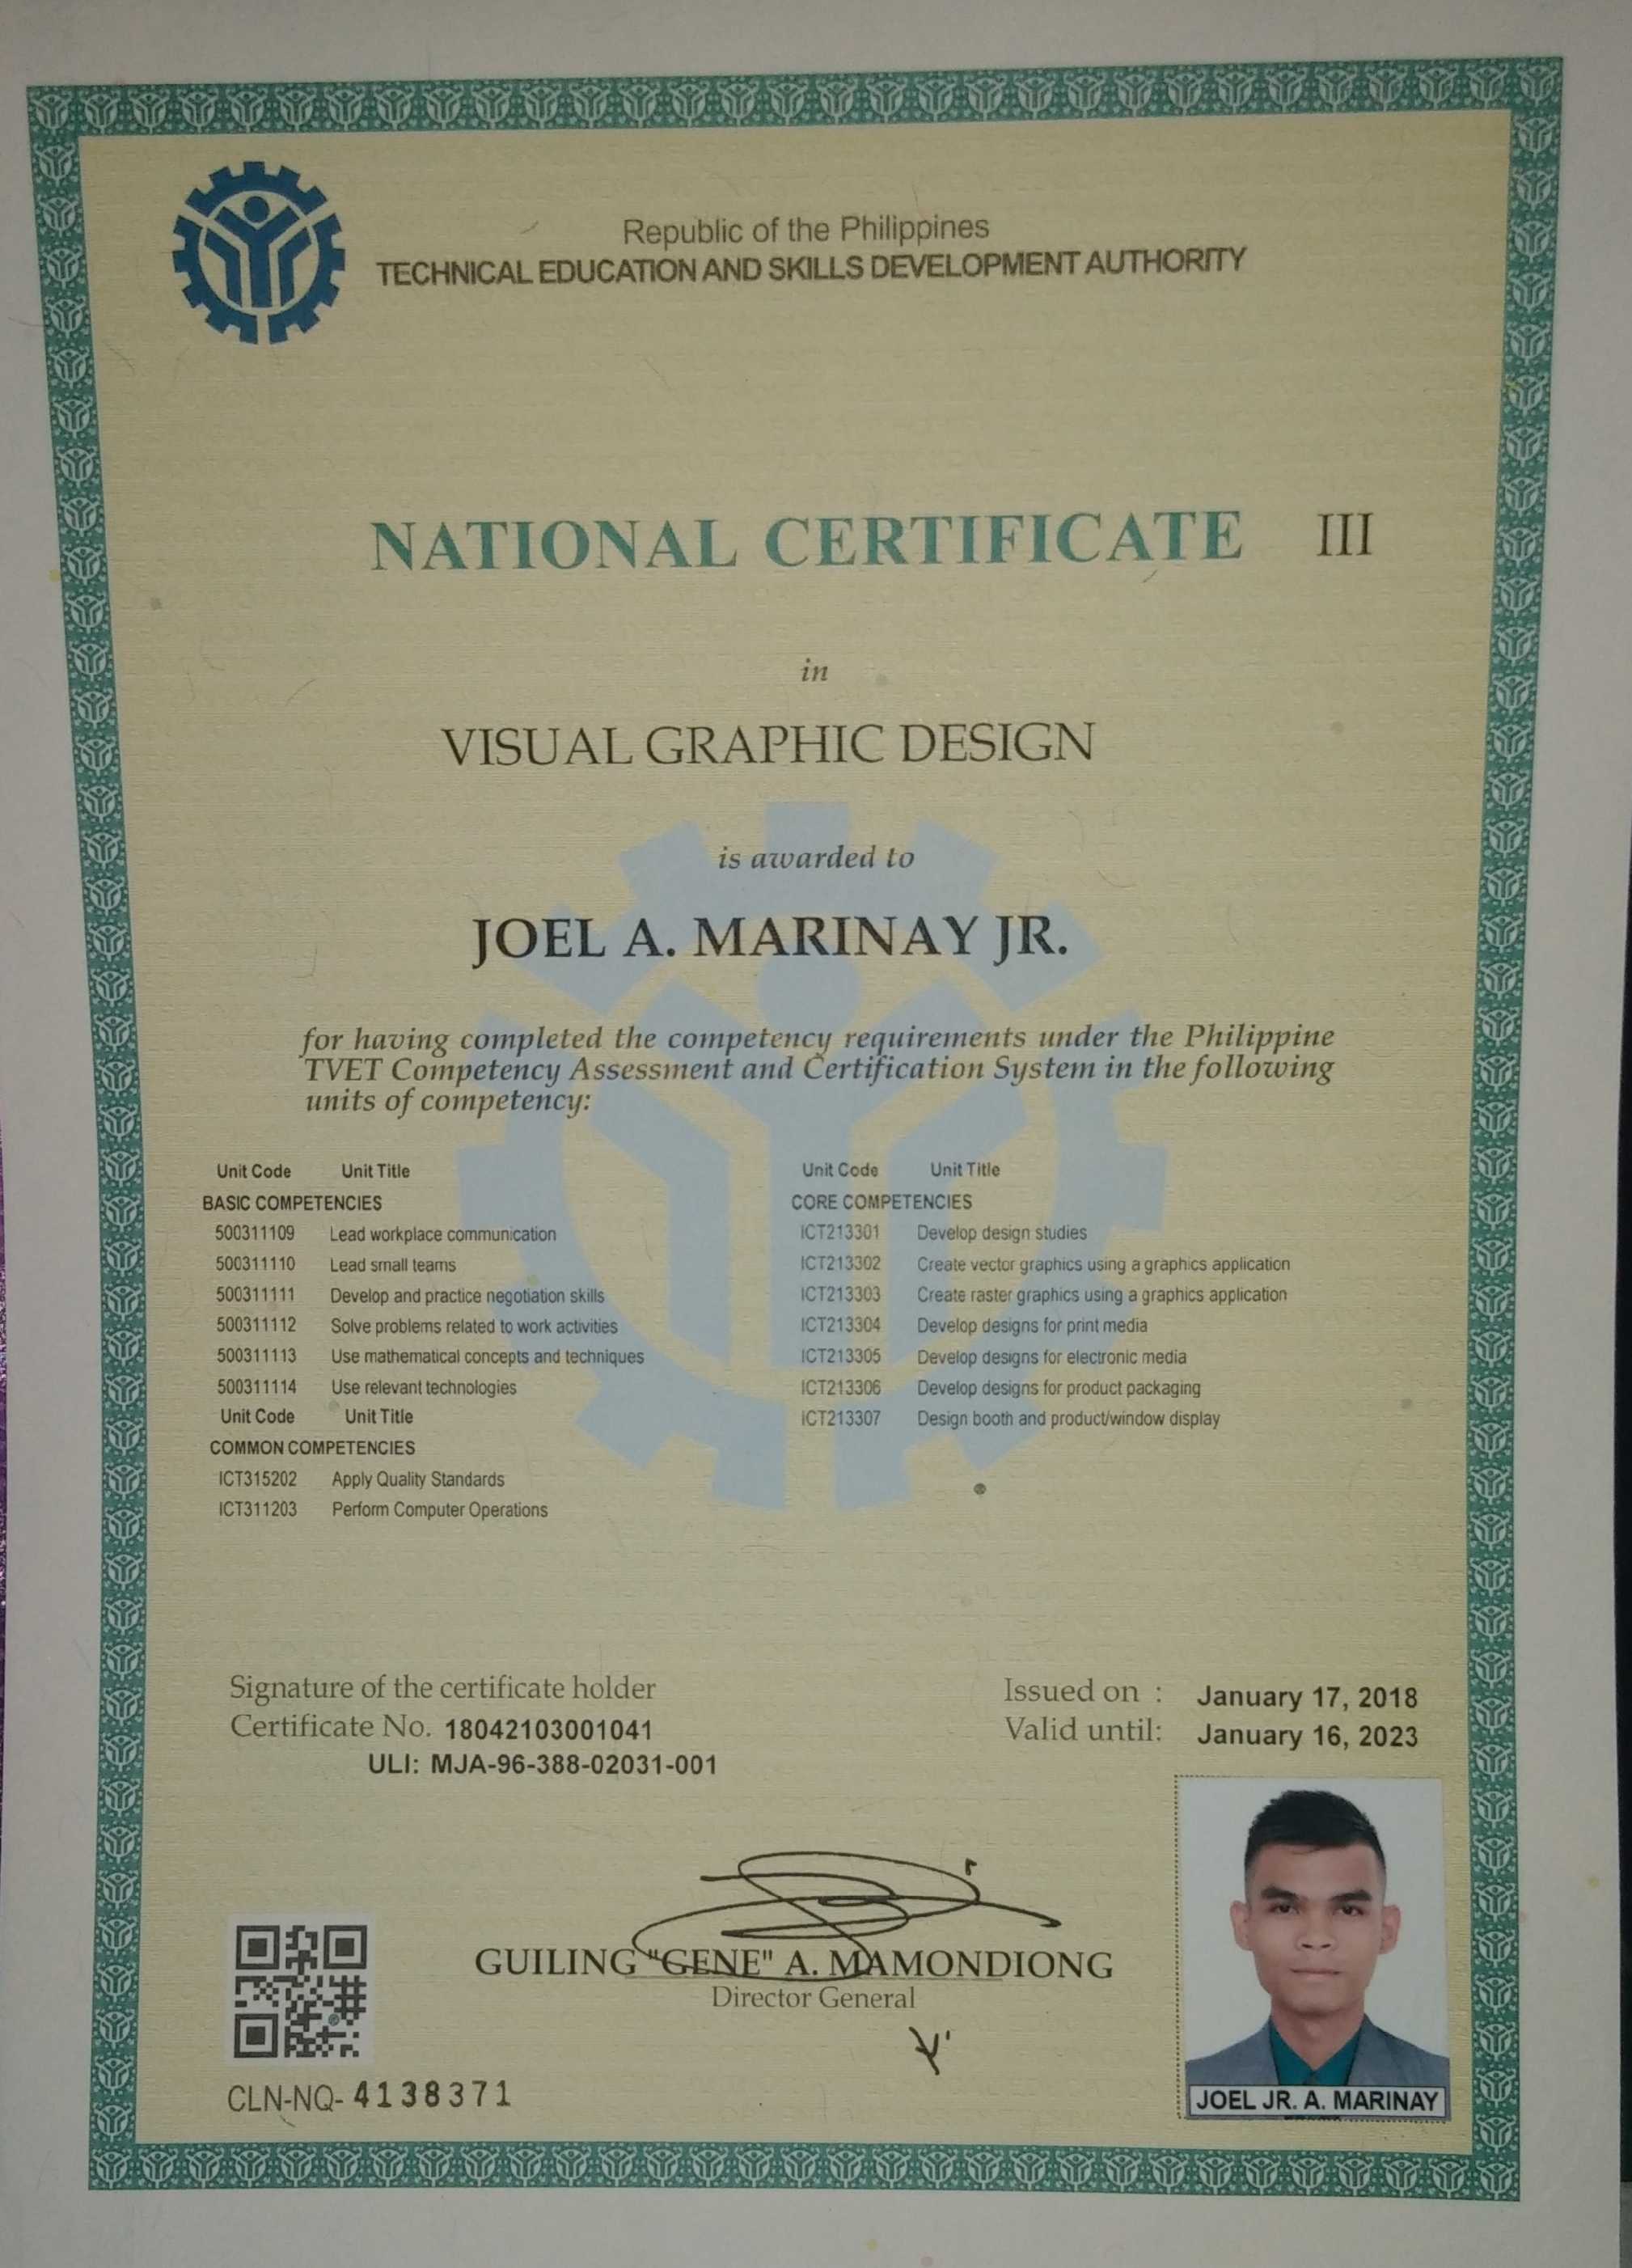 Republic of the Philippines
TECHNICAL EDUCATION AND SKILLS DEVELOPMENT AUTHORITY
NATIONAL CERTIFICATE III
in
VISUAL GRAPHIC DESIGN
is awarded to
JOEL A. MARINAY JR.
for having completed the competency requirements under the Philippine
TVET Competency Assessment and Certification System in the following
units of competency:
Unit Code Unit Title
BASIC COMPETENCIES
500311109 Lead workplace communication
500311110 Lead small teams
500311111 Develop and practice negotiation skills
500311112 Solve problems related to work activities
500311113 Use mathematical concepts and techniques
500311114 Use relevant technologies
Unit Code Unit Title
COMMON COMPETENCIES
ICT315202 Apply Quality Standards
ICT311203 Perform Computer Operations
Unit Code Unit Title
CORE COMPETENCIES
ICT213301 Develop design studies
ICT213302 Create vector graphics using a graphics application
ICT213303 Create raster graphics using a graphics application
ICT213304 Develop designs for print media
ICT213305 Develop designs for electronic media
ICT213306 Develop designs for product packaging
ICT213307 Design booth and product/window display
Signature of the certificate holder
Certificate No. 18042103001041
ULI: MJA-96-388-02031-001
Issued on : January 17, 2018
Valid until: January 16, 2023
GUILING "GENE" A. MAMONDIONG
Director General
CLN-NQ- 4138371
JOEL JR. A. MARINAY